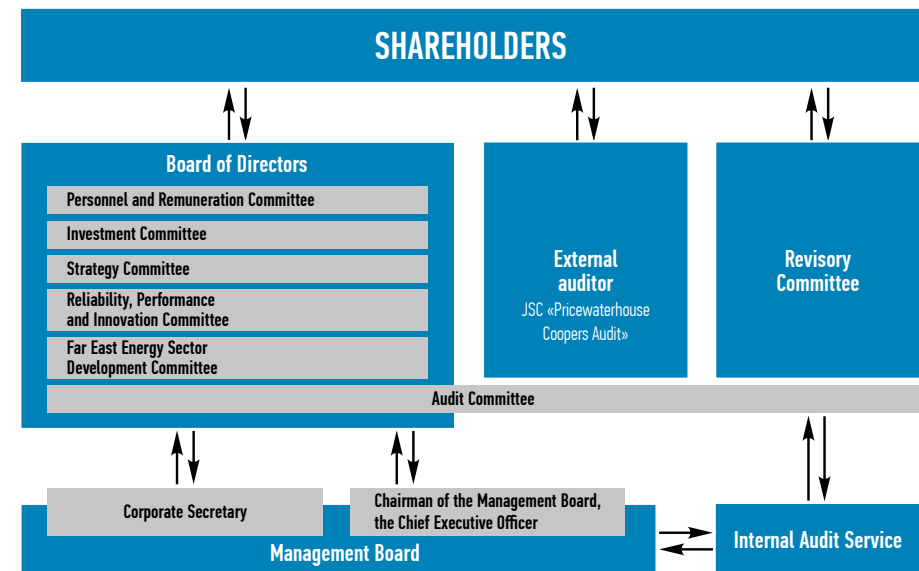 SHAREHOLDERS
Board of Directors
Personnel and Remuneration Committee
Investment Committee
Strategy Committee
Reliability, Performance
and Innovation Committee
Far East Energy Sector
Development Committee
External
auditor
JSC «Pricewaterhouse
Coopers Audit»
Revisory
Committee
Audit Committee
Corporate Secretary
Chairman of the Management Board,
the Chief Executive Officer
Management Board
Internal Audit Service